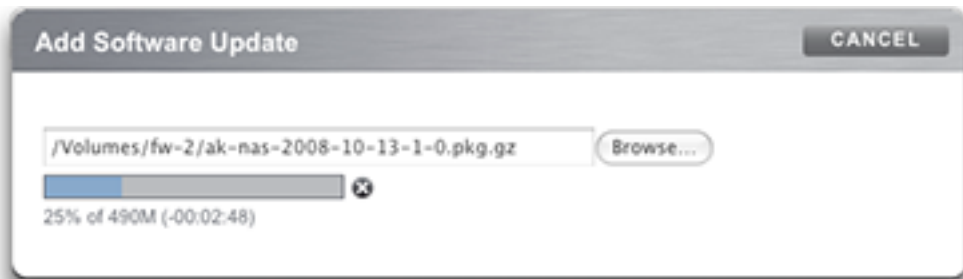 Add Software Update
CANCEL
/Volumes/fw-2/ak-nas-2008-10-13-1-0.pkg.gz
Browse...
25% of 490M (-00:02:48)